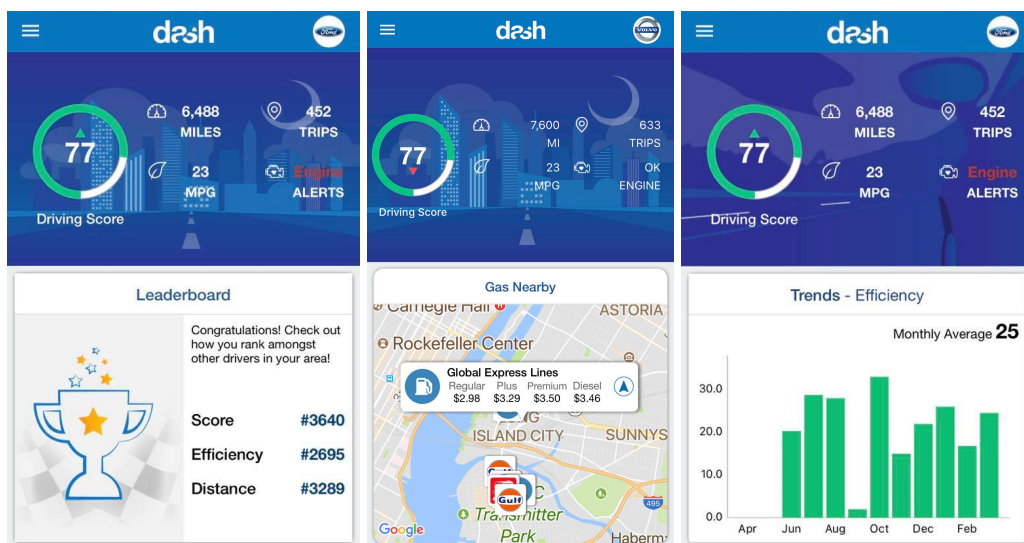 dash
Ford
77
Driving Score
6,488
MILES
452
TRIPS
23
MPG
Engine
ALERTS
Leaderboard
Congratulations! Check out
how you rank amongst
other drivers in your area!
Score #3640
Efficiency #2695
Distance #3289
dash
VOLVO
77
Driving Score
7,600
MI
633
TRIPS
23
MPG
OK
ENGINE
Gas Nearby
Carnegie Hall
ASTORIA
Rockefeller Center
Global Express Lines
Regular Plus Premium Diesel
$2.98 $3.29 $3.50 $3.46
ISLAND CITY
SUNNYS
Gulf
Gulf
495
Transmitter
Park
Google
Haberm
dash
Ford
77
Driving Score
6,488
MILES
452
TRIPS
23
MPG
Engine
ALERTS
Trends - Efficiency
Monthly Average 25
30.0
20.0
10.0
0.0
Apr Jun Aug Oct Dec Feb